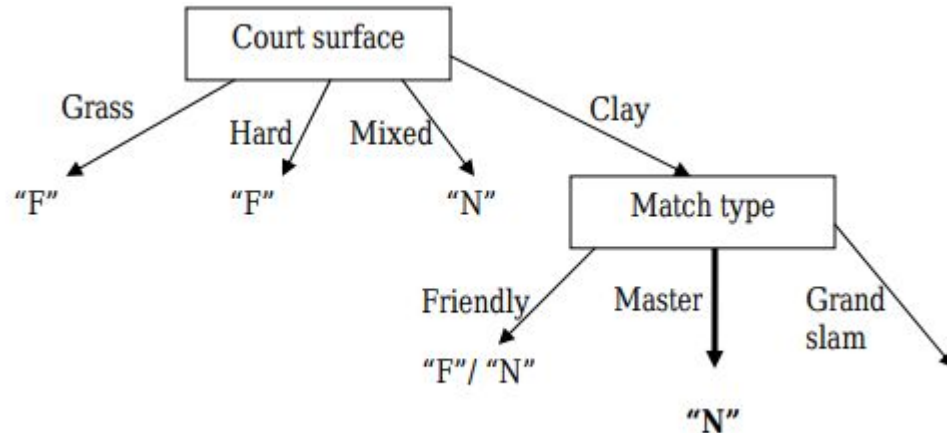 Court surface
Grass
Hard
Mixed
Clay
“F”
“F”
“N”
Match type
Friendly
Master
Grand
slam
“F”/ “N”
“N”